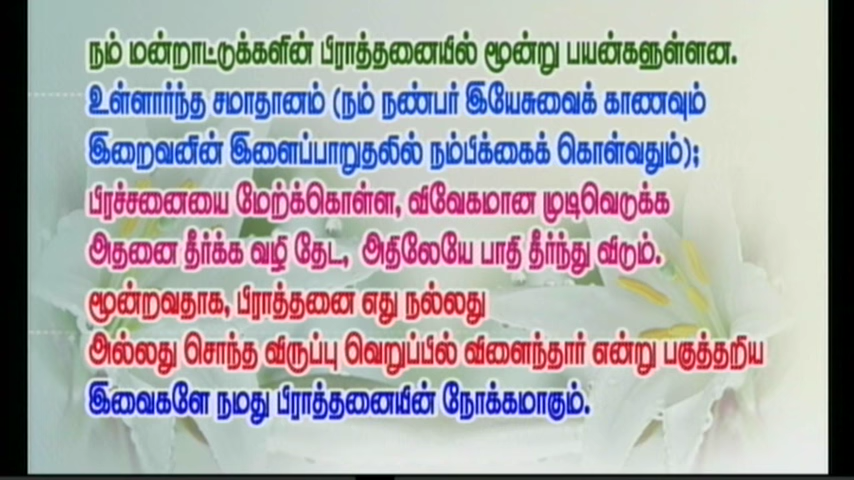 நம் மன்றாட்டுக்களின் பிராத்தனையில் மூன்று பயன்களுள்ளன.
உள்ளார்ந்த சமாதானம் (நம் நண்பர் இயேசுவைக் காணவும்
இறைவனின் இளைப்பாறுதலில் நம்பிக்கைக் கொள்வதும்);
பிரச்சனையை மேற்க்கொள்ள, விவேகமான முடிவெடுக்க
அதனை தீர்க்க வழி தேட, அதிலேயே பாதி தீர்ந்து விடும்.
மூன்றவதாக, பிராத்தனை எது நல்லது
அல்லது சொந்த விருப்பு வெறுப்பில் விளைந்தார் என்று பகுத்தறிய
இவைகளே நமது பிராத்தனையின் நோக்கமாகும்.